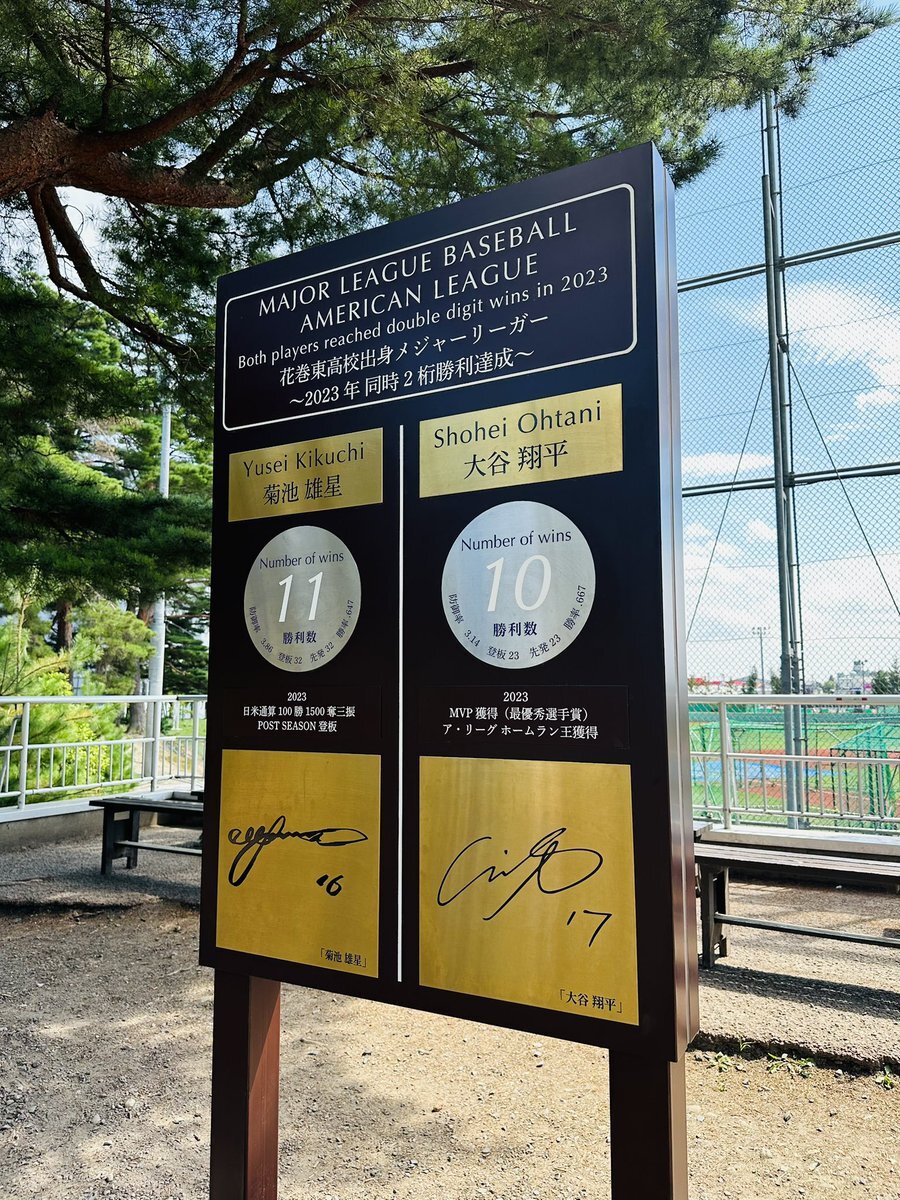 MAJOR LEAGUE BASEBALL
AMERICAN LEAGUE
Both players reached double digit wins in 2023
花巻東高校出身メジャーリーガー
～2023年 同時2桁勝利達成～
Yusei Kikuchi
菊池 雄星
Number of wins
11
勝利数
防御率 3.86 登板 32 先発 32 勝率 .647
2023
日米通算100勝1500奪三振
POST SEASON 登板
16
「菊池 雄星」
Shohei Ohtani
大谷 翔平
Number of wins
10
勝利数
防御率 3.14 登板 23 先発 23 勝率 .667
2023
MVP 獲得（最優秀選手賞）
ア・リーグ ホームラン王獲得
17
「大谷 翔平」